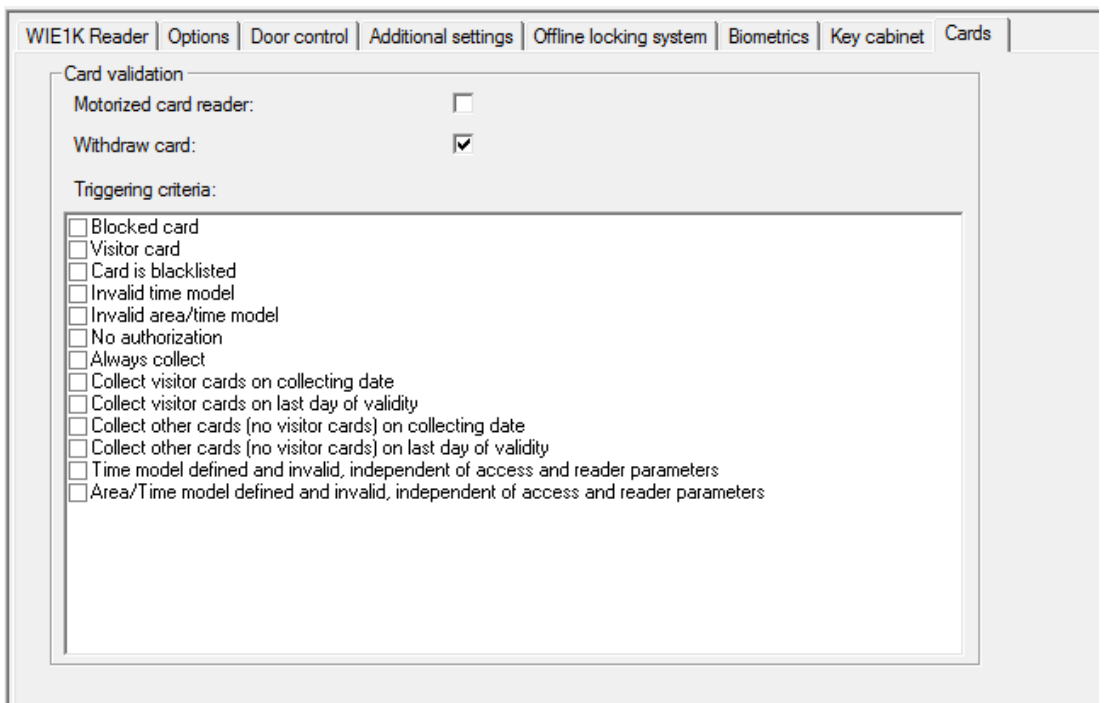 WIE1K Reader Options Door control Additional settings Offline locking system Biometrics Key cabinet Cards
Card validation
Motorized card reader:
Withdraw card:
Triggering criteria:
Blocked card
Visitor card
Card is blacklisted
Invalid time model
Invalid area/time model
No authorization
Always collect
Collect visitor cards on collecting date
Collect visitor cards on last day of validity
Collect other cards (no visitor cards) on collecting date
Collect other cards (no visitor cards) on last day of validity
Time model defined and invalid, independent of access and reader parameters
Area/Time model defined and invalid, independent of access and reader parameters